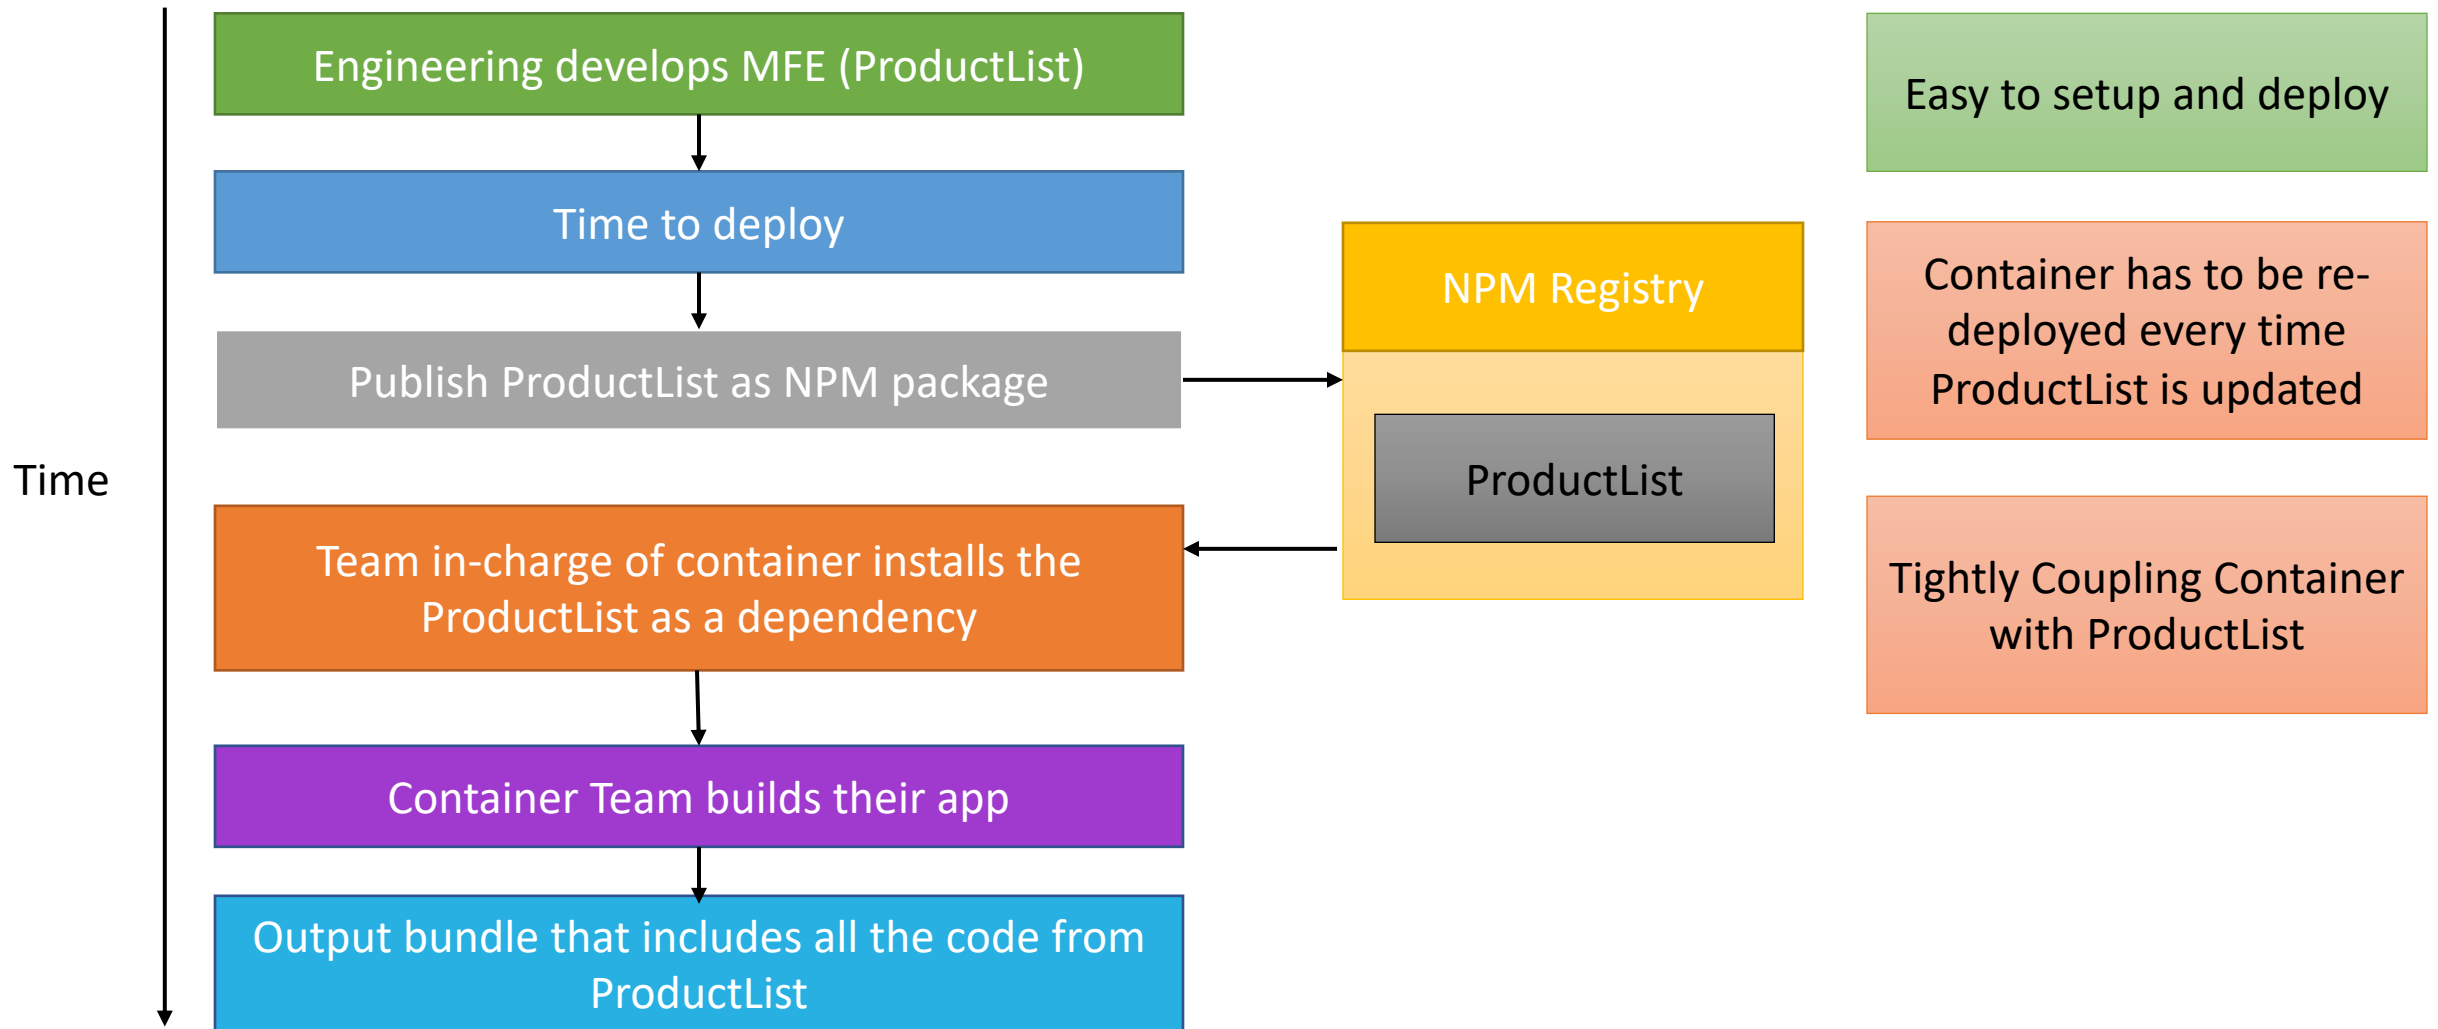 Time
Engineering develops MFE (ProductList)
Time to deploy
Publish ProductList as NPM package
Team in-charge of container installs the
ProductList as a dependency
Container Team builds their app
Output bundle that includes all the code from
ProductList
NPM Registry
ProductList
Easy to setup and deploy
Container has to be re-
deployed every time
ProductList is updated
Tightly Coupling Container
with ProductList